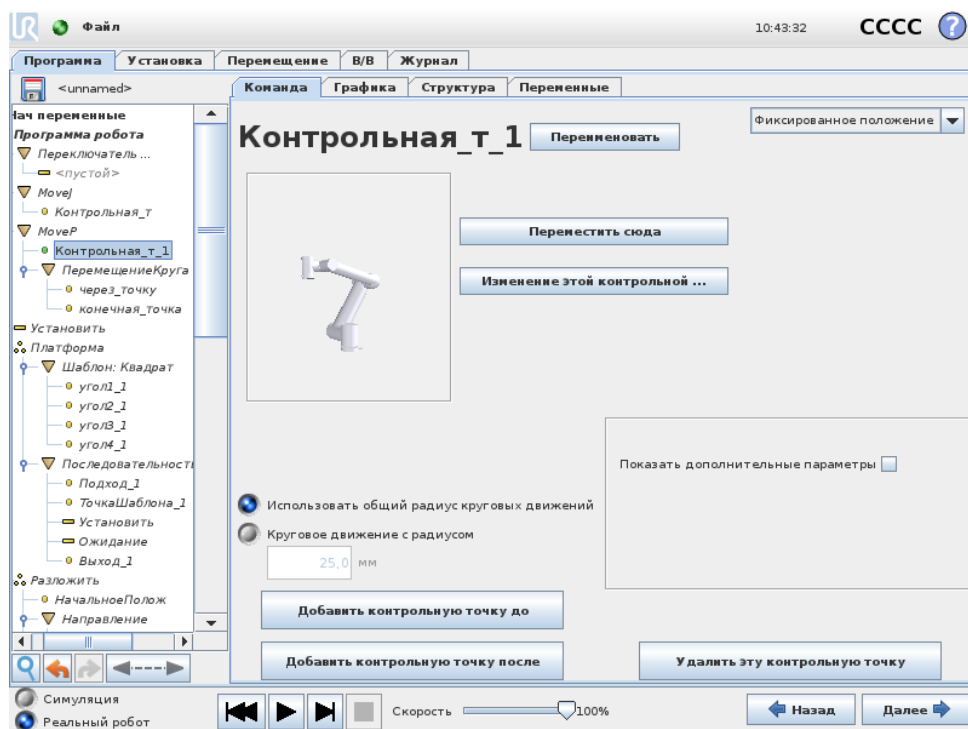 UR Файл 10:43:32 CCCC ?
Программа Установка Перемещение В/В Журнал
<unnamed> Команда Графика Структура Переменные
Нач переменные
Программа робота
Переключатель ...
<пустой>
MoveJ
Контрольная_т
MoveP
Контрольная_т_1
ПеремещениеКруга
через_точку
конечная_точка
Установить
Платформа
Шаблон: Квадрат
угол1_1
угол2_1
угол3_1
угол4_1
Последовательность
Подход_1
ТочкаШаблона_1
Установить
Ожидание
Выход_1
Разложить
НачальноеПолож
Направление
Контрольная_т_1 Переименовать Фиксированное положение
Переместить сюда
Изменение этой контрольной ...
Показать дополнительные параметры
Использовать общий радиус круговых движений
Круговое движение с радиусом
25,0 мм
Добавить контрольную точку до
Добавить контрольную точку после Удалить эту контрольную точку
Симуляция
Реальный робот
Скорость 100% Назад Далее